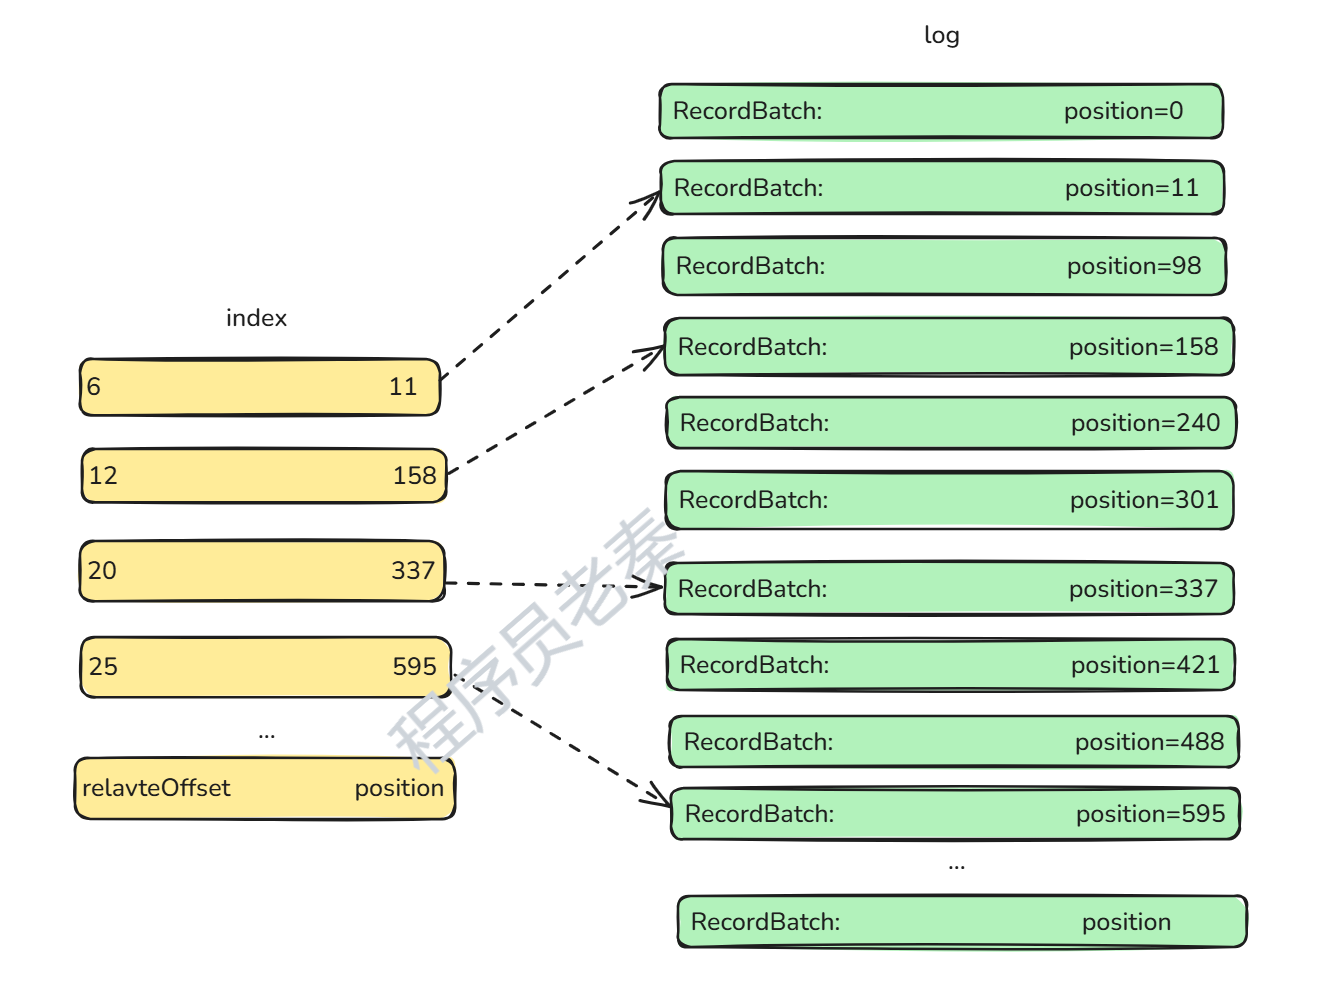 log
RecordBatch: position=0
RecordBatch: position=11
RecordBatch: position=98
RecordBatch: position=158
RecordBatch: position=240
RecordBatch: position=301
RecordBatch: position=337
RecordBatch: position=421
RecordBatch: position=488
RecordBatch: position=595
...
RecordBatch: position
index
6 11
12 158
20 337
25 595
...
relavteOffset position
程序员老秦